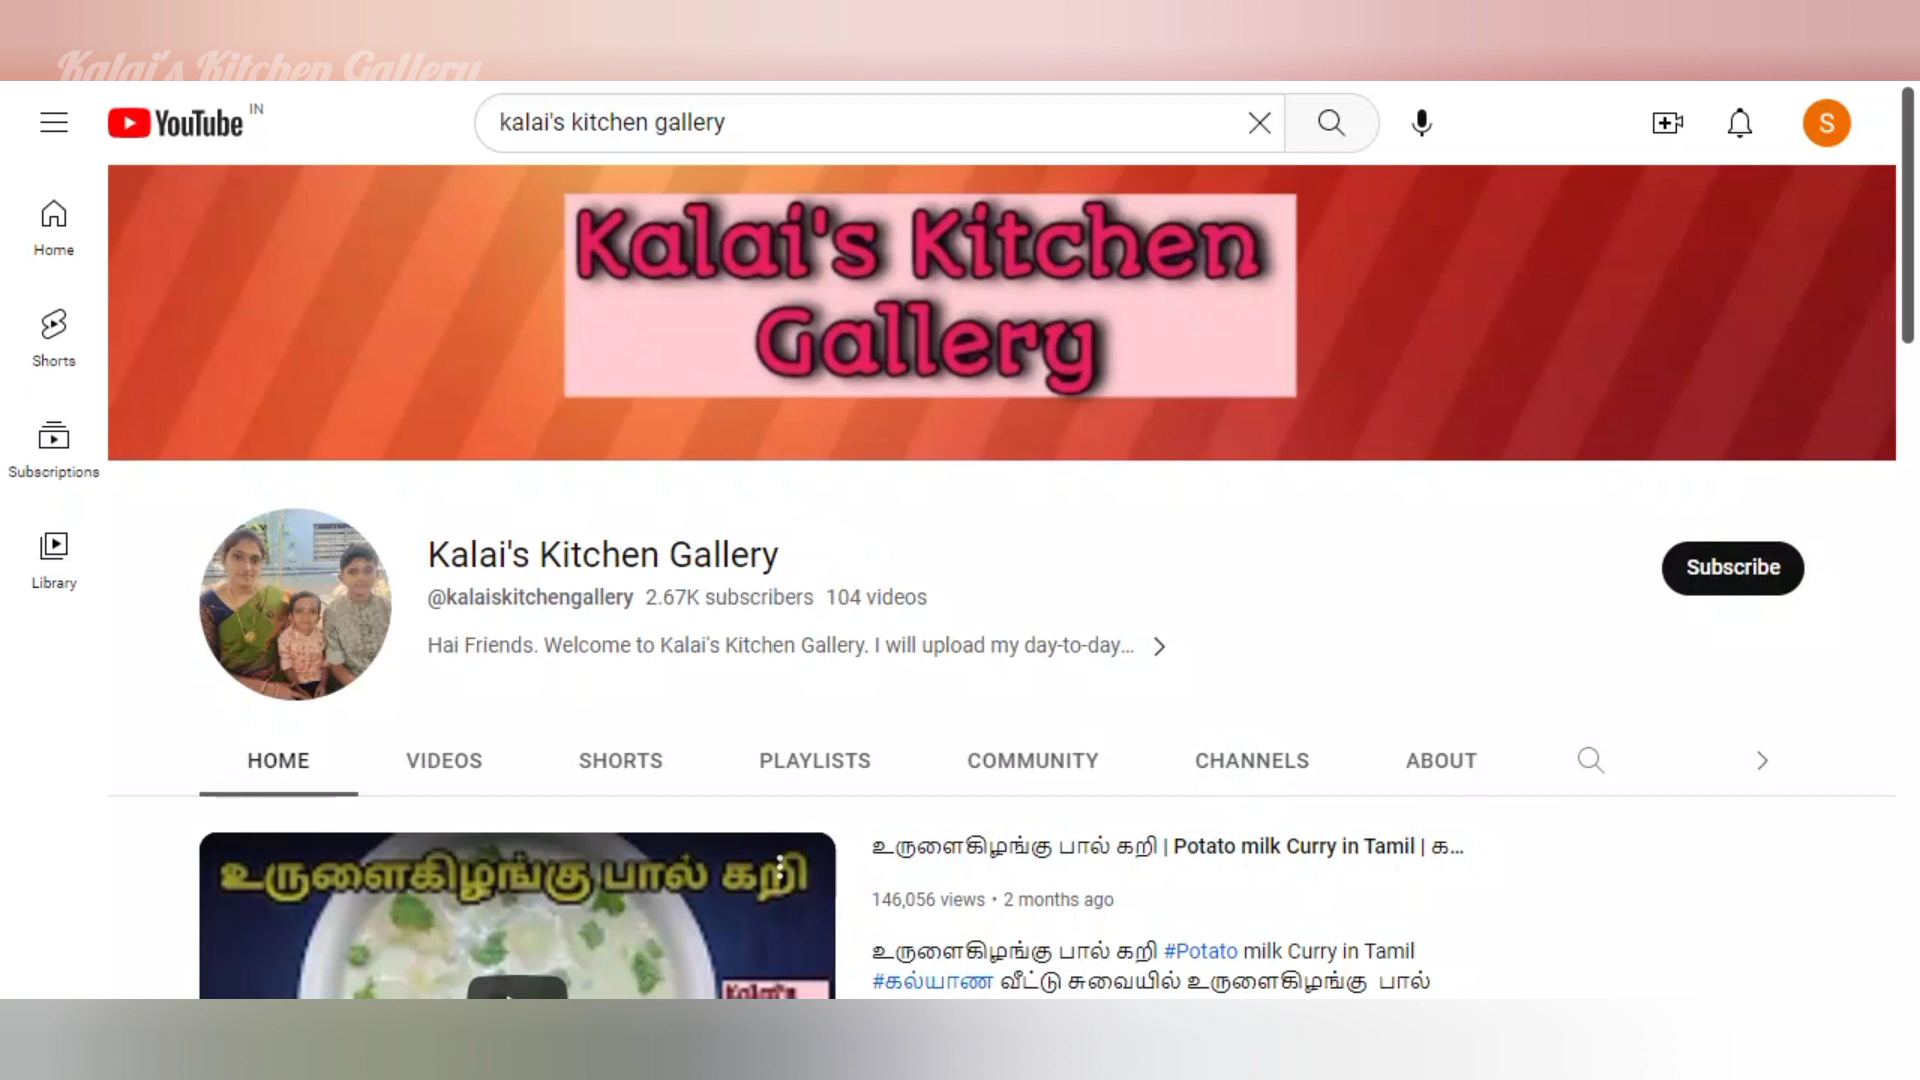 Kalai's Kitchen Gallery
YouTube IN
kalai's kitchen gallery
S
Home
Shorts
Subscriptions
Library
Kalai's Kitchen
Gallery
Kalai's Kitchen Gallery
@kalaiskitchengallery 2.67K subscribers 104 videos
Hai Friends. Welcome to Kalai's Kitchen Gallery. I will upload my day-to-day...
Subscribe
HOME VIDEOS SHORTS PLAYLISTS COMMUNITY CHANNELS ABOUT
உருளைகிழங்கு பால் கறி
Kalai's
உருளைகிழங்கு பால் கறி | Potato milk Curry in Tamil | க...
146,056 views • 2 months ago
உருளைகிழங்கு பால் கறி #Potato milk Curry in Tamil
#கல்யாண வீட்டு சுவையில் உருளைகிழங்கு பால்